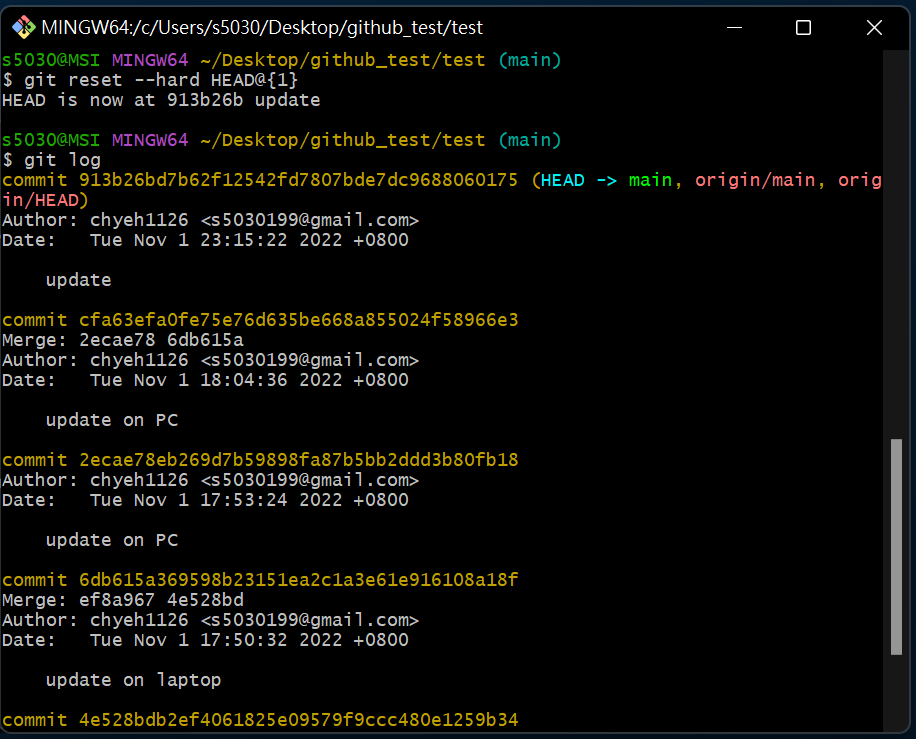 MINGW64:/c/Users/s5030/Desktop/github_test/test
s5030@MSI MINGW64 ~/Desktop/github_test/test (main)
$ git reset --hard HEAD@{1}
HEAD is now at 913b26b update
s5030@MSI MINGW64 ~/Desktop/github_test/test (main)
$ git log
commit 913b26bd7b62f12542fd7807bde7dc9688060175 (HEAD -> main, origin/main, orig
in/HEAD)
Author: chyeh1126 <s5030199@gmail.com>
Date:   Tue Nov 1 23:15:22 2022 +0800
    update
commit cfa63efa0fe75e76d635be668a855024f58966e3
Merge: 2ecae78 6db615a
Author: chyeh1126 <s5030199@gmail.com>
Date:   Tue Nov 1 18:04:36 2022 +0800
    update on PC
commit 2ecae78eb269d7b59898fa87b5bb2ddd3b80fb18
Author: chyeh1126 <s5030199@gmail.com>
Date:   Tue Nov 1 17:53:24 2022 +0800
    update on PC
commit 6db615a369598b23151ea2c1a3e61e916108a18f
Merge: ef8a967 4e528bd
Author: chyeh1126 <s5030199@gmail.com>
Date:   Tue Nov 1 17:50:32 2022 +0800
    update on laptop
commit 4e528bdb2ef4061825e09579f9ccc480e1259b34